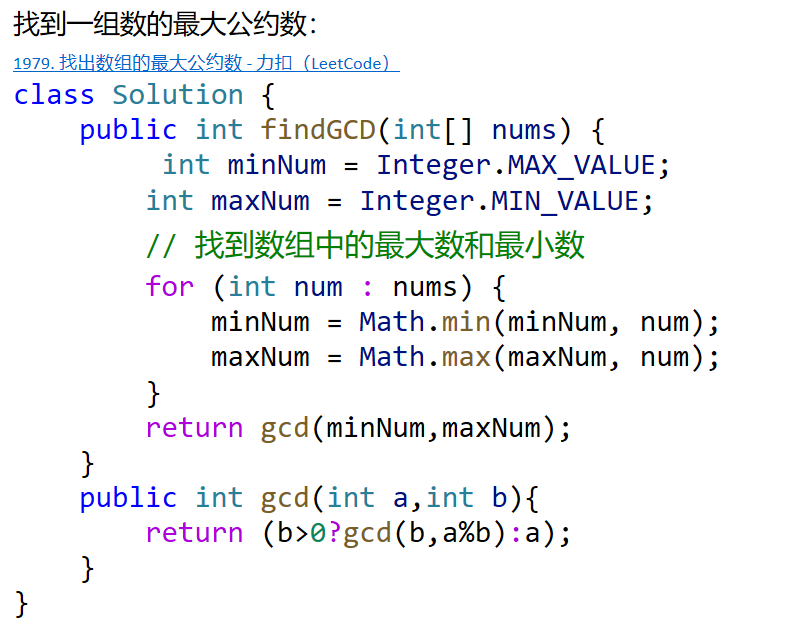 找到一组数的最大公约数：
1979. 找出数组的最大公约数 - 力扣（LeetCode）
class Solution {
    public int findGCD(int[] nums) {
         int minNum = Integer.MAX_VALUE;
        int maxNum = Integer.MIN_VALUE;
        // 找到数组中的最大数和最小数
        for (int num : nums) {
            minNum = Math.min(minNum, num);
            maxNum = Math.max(maxNum, num);
        }
        return gcd(minNum,maxNum);
    }
    public int gcd(int a,int b){
        return (b>0?gcd(b,a%b):a);
    }
}